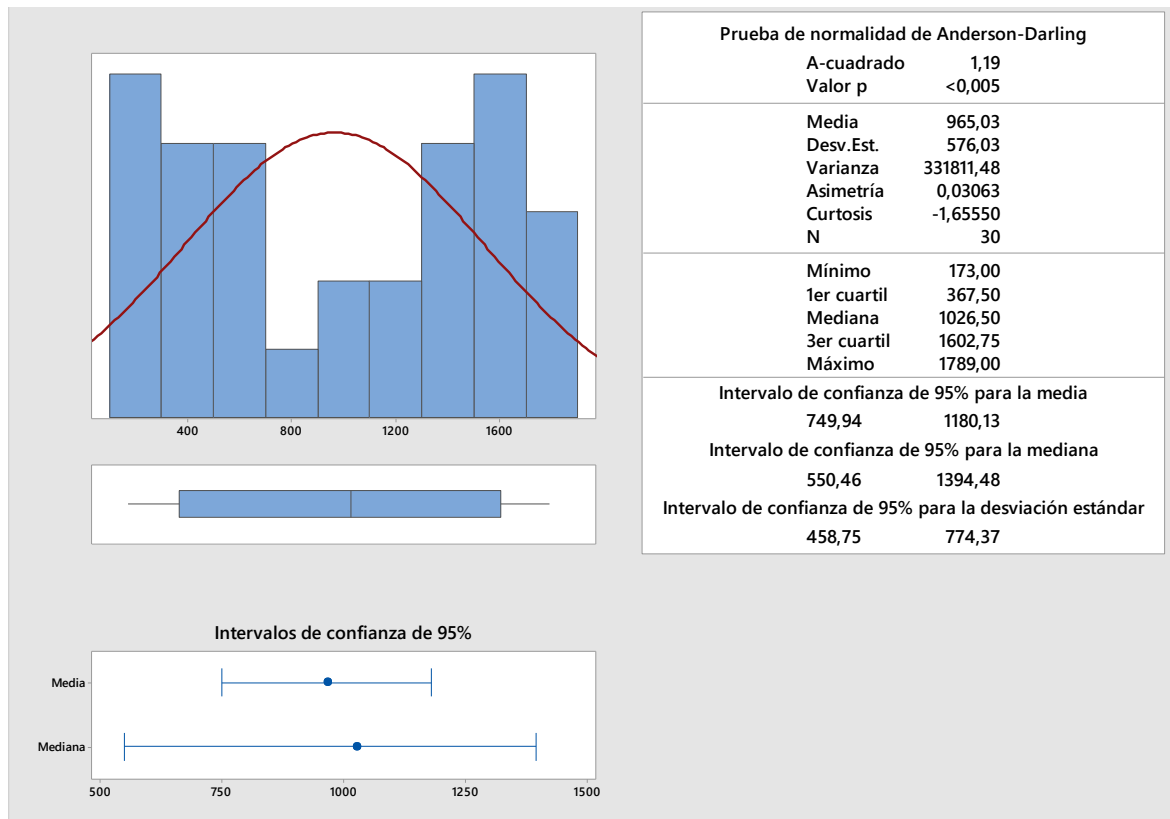 Prueba de normalidad de Anderson-Darling
A-cuadrado 1,19
Valor p <0,005
Media 965,03
Desv.Est. 576,03
Varianza 331811,48
Asimetría 0,03063
Curtosis -1,65550
N 30
Mínimo 173,00
1er cuartil 367,50
Mediana 1026,50
3er cuartil 1602,75
Máximo 1789,00
Intervalo de confianza de 95% para la media
749,94 1180,13
Intervalo de confianza de 95% para la mediana
550,46 1394,48
Intervalo de confianza de 95% para la desviación estándar
458,75 774,37
400 800 1200 1600
Intervalos de confianza de 95%
Media
Mediana
500 750 1000 1250 1500